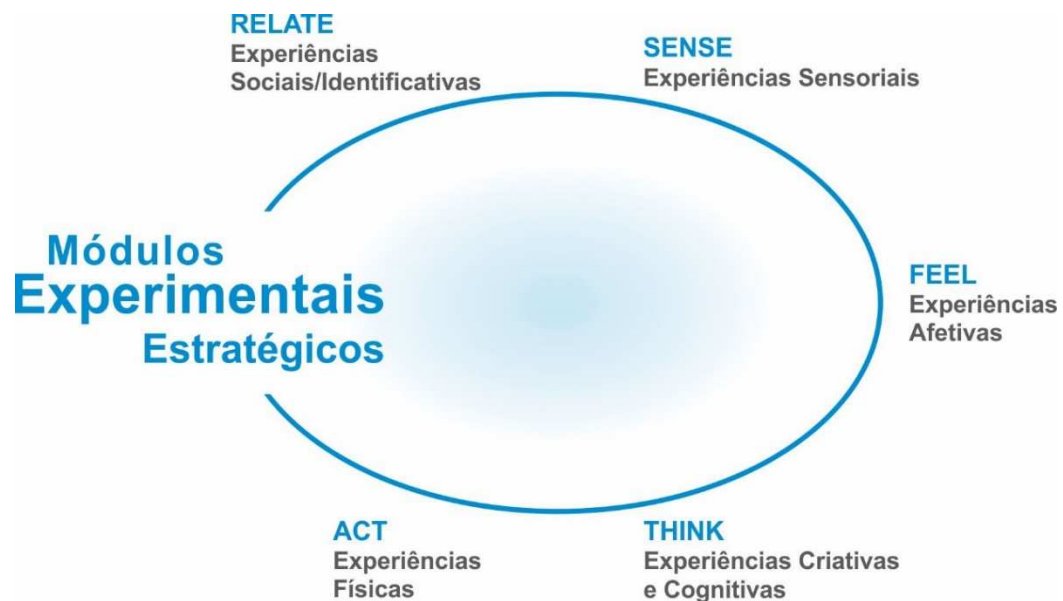 RELATE
Experiências
Sociais/Identificativas
SENSE
Experiências Sensoriais
Módulos
Experimentais
Estratégicos
FEEL
Experiências
Afetivas
ACT
Experiências
Físicas
THINK
Experiências Criativas
e Cognitivas